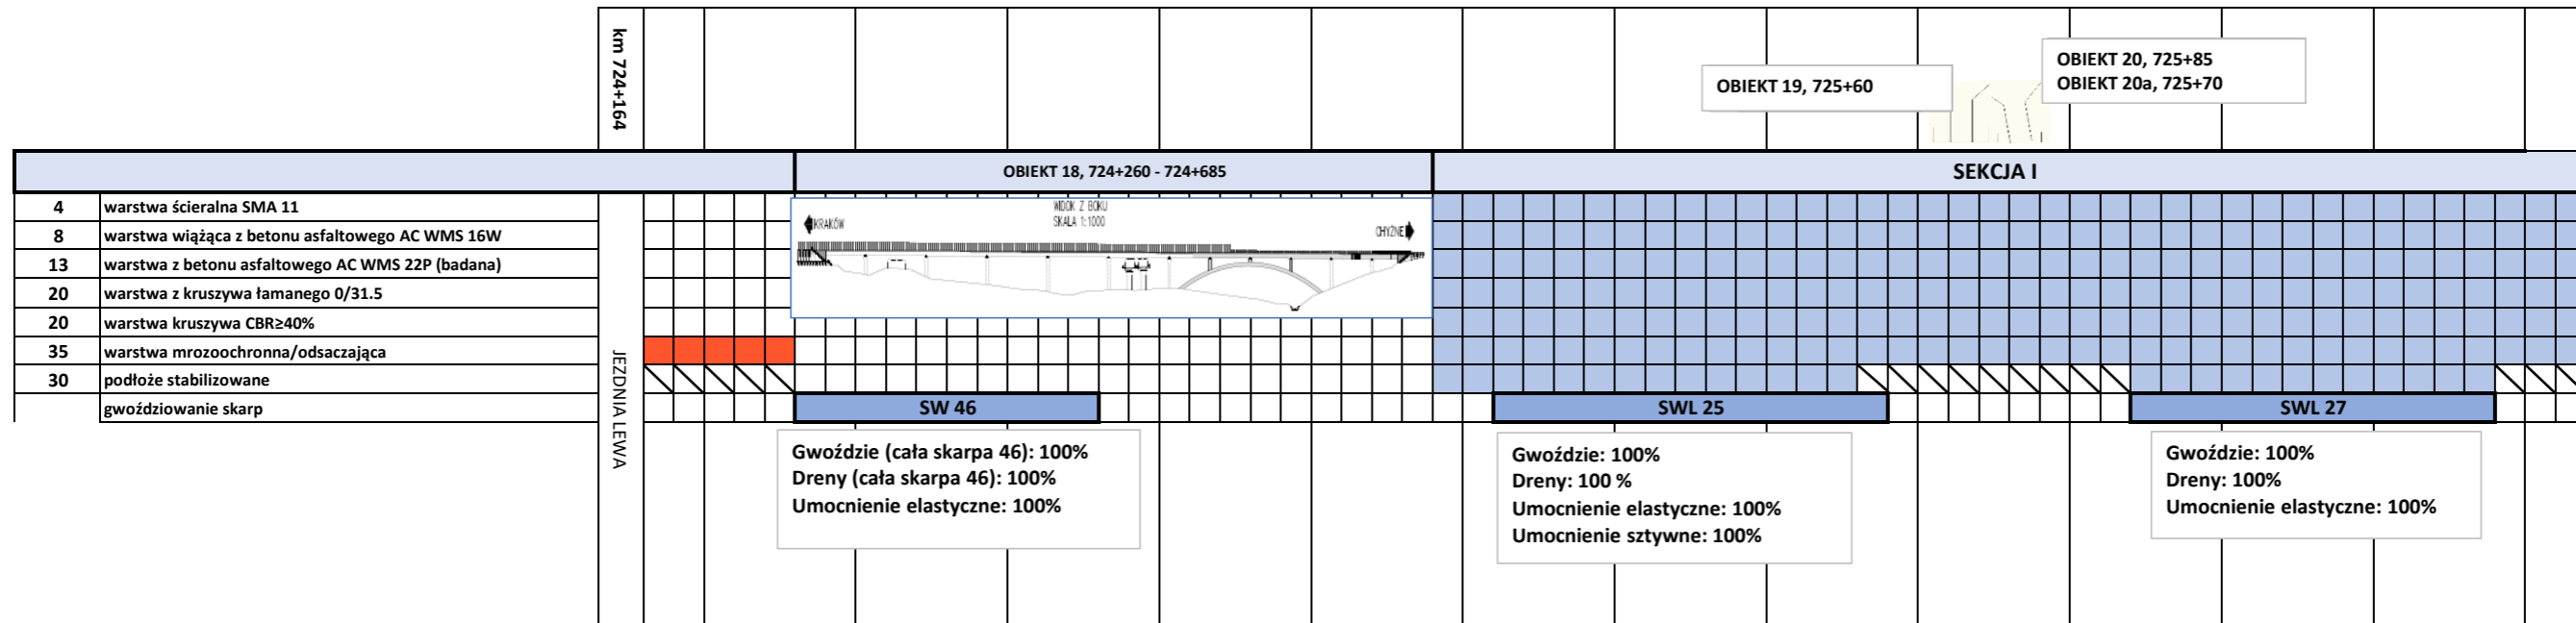 km 724+164
OBIEKT 19, 725+60
OBIEKT 20, 725+85
OBIEKT 20a, 725+70
OBIEKT 18, 724+260 - 724+685
SEKCJA I
4 warstwa ścieralna SMA 11
8 warstwa wiążąca z betonu asfaltowego AC WMS 16W
13 warstwa z betonu asfaltowego AC WMS 22P (badana)
20 warstwa z kruszywa łamanego 0/31.5
20 warstwa kruszywa CBR≥40%
35 warstwa mrozoochronna/odsaczająca
30 podłoże stabilizowane
gwoździowanie skarp
JEZDNIA LEWA
WIDOK Z BOKU
SKALA 1:1000
KRAKÓW
CHYŻNE
SW 46
SWL 25
SWL 27
Gwoździe (cała skarpa 46): 100%
Dreny (cała skarpa 46): 100%
Umocnienie elastyczne: 100%
Gwoździe: 100%
Dreny: 100 %
Umocnienie elastyczne: 100%
Umocnienie sztywne: 100%
Gwoździe: 100%
Dreny: 100%
Umocnienie elastyczne: 100%